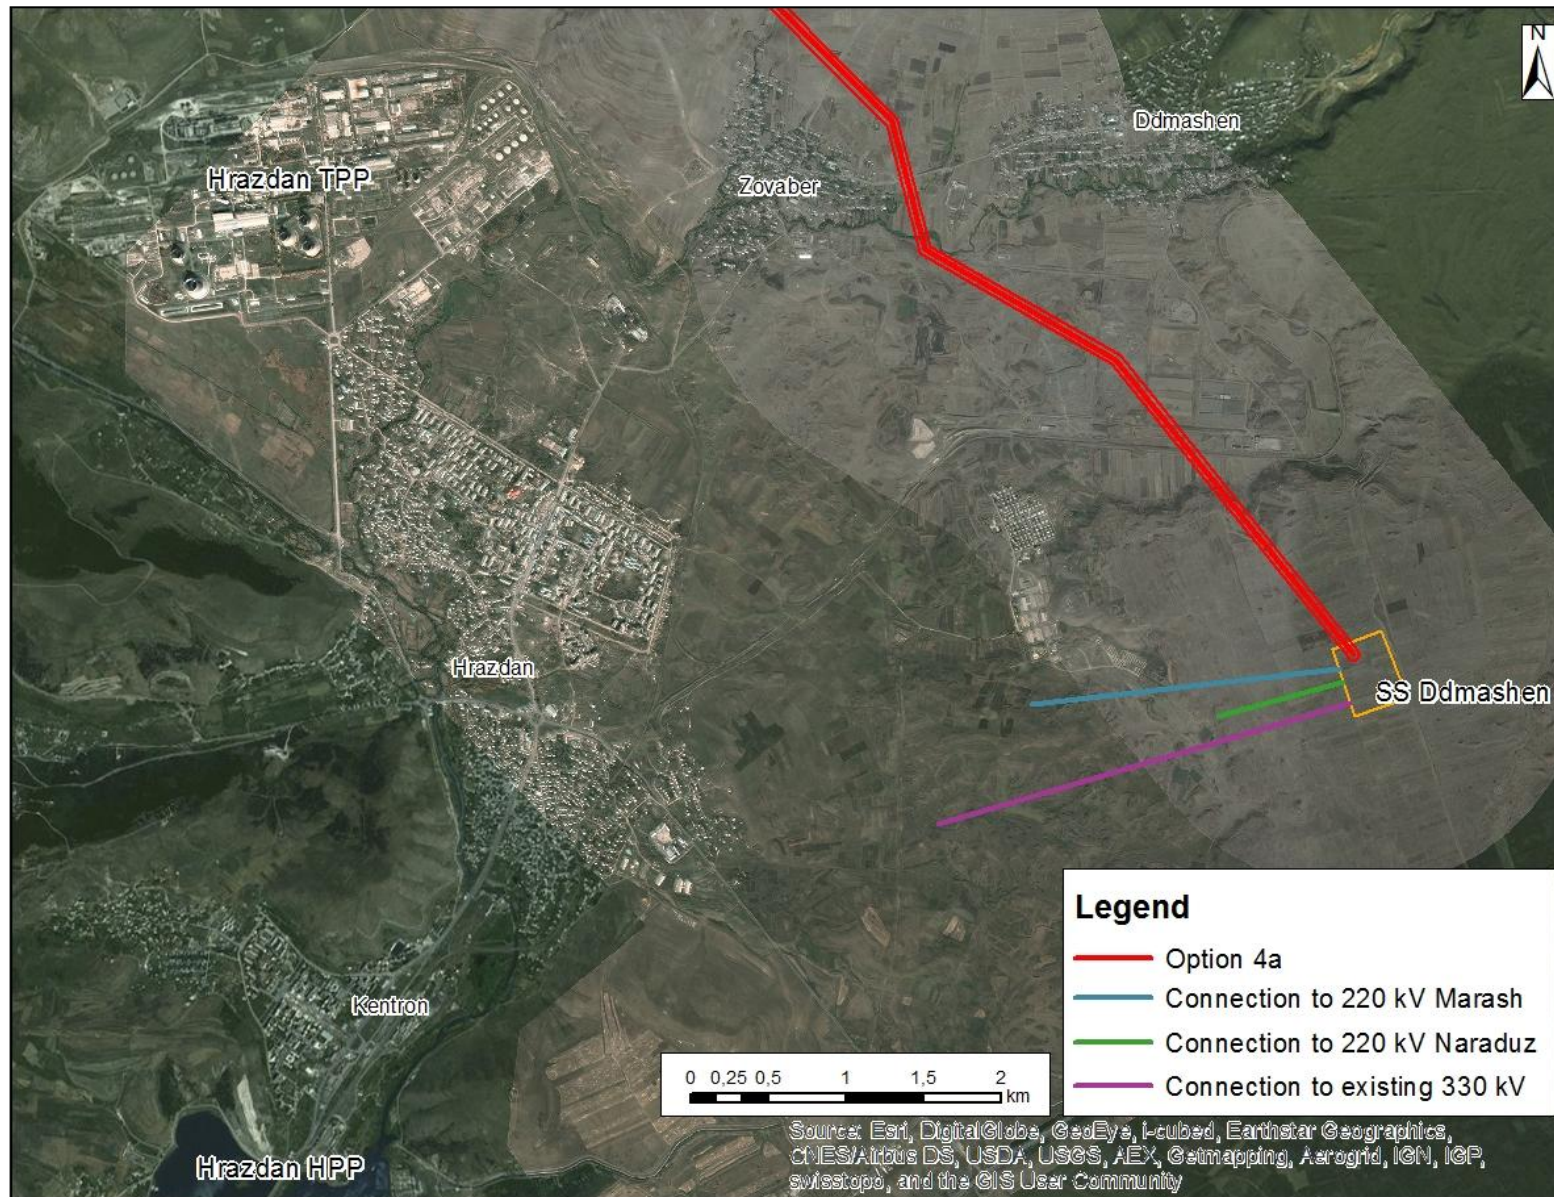 N
Ddmashen
Hrazdan TPP
Zovaber
Hrazdan
SS Ddmashen
Kentron
Hrazdan HPP
Legend
Option 4a
Connection to 220 kV Marash
Connection to 220 kV Naraduz
Connection to existing 330 kV
0 0,25 0,5 1 1,5 2
km
Source: Esri, DigitalGlobe, GeoEye, i-cubed, Earthstar Geographics,
CNES/Airbus DS, USDA, USGS, AEX, Getmapping, Aerogrid, IGN, IGP,
swisstopo, and the GIS User Community